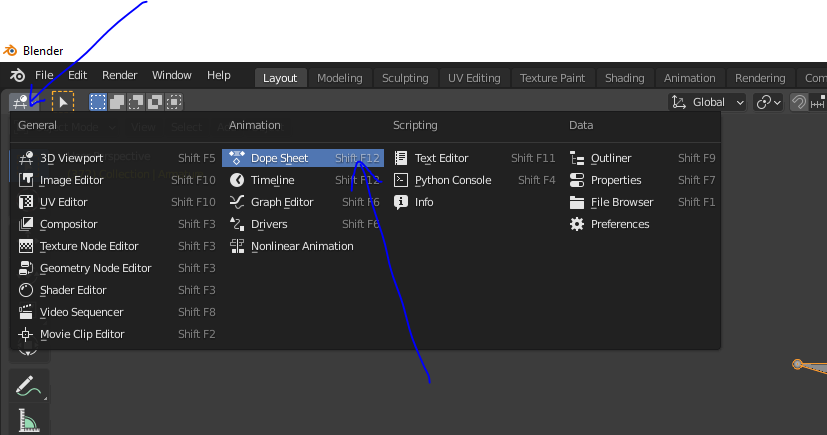 Blender
File Edit Render Window Help Layout Modeling Sculpting UV Editing Texture Paint Shading Animation Rendering Com
Global
General Animation Scripting Data
3D Viewport Shift F5 Dope Sheet Shift F12 Text Editor Shift F11 Outliner Shift F9
Image Editor Shift F10 Timeline Shift F12 Python Console Shift F4 Properties Shift F7
UV Editor Shift F10 Graph Editor Shift F6 Info File Browser Shift F1
Compositor Shift F3 Drivers Shift F6 Preferences
Texture Node Editor Shift F3 Nonlinear Animation
Geometry Node Editor Shift F3
Shader Editor Shift F3
Video Sequencer Shift F8
Movie Clip Editor Shift F2